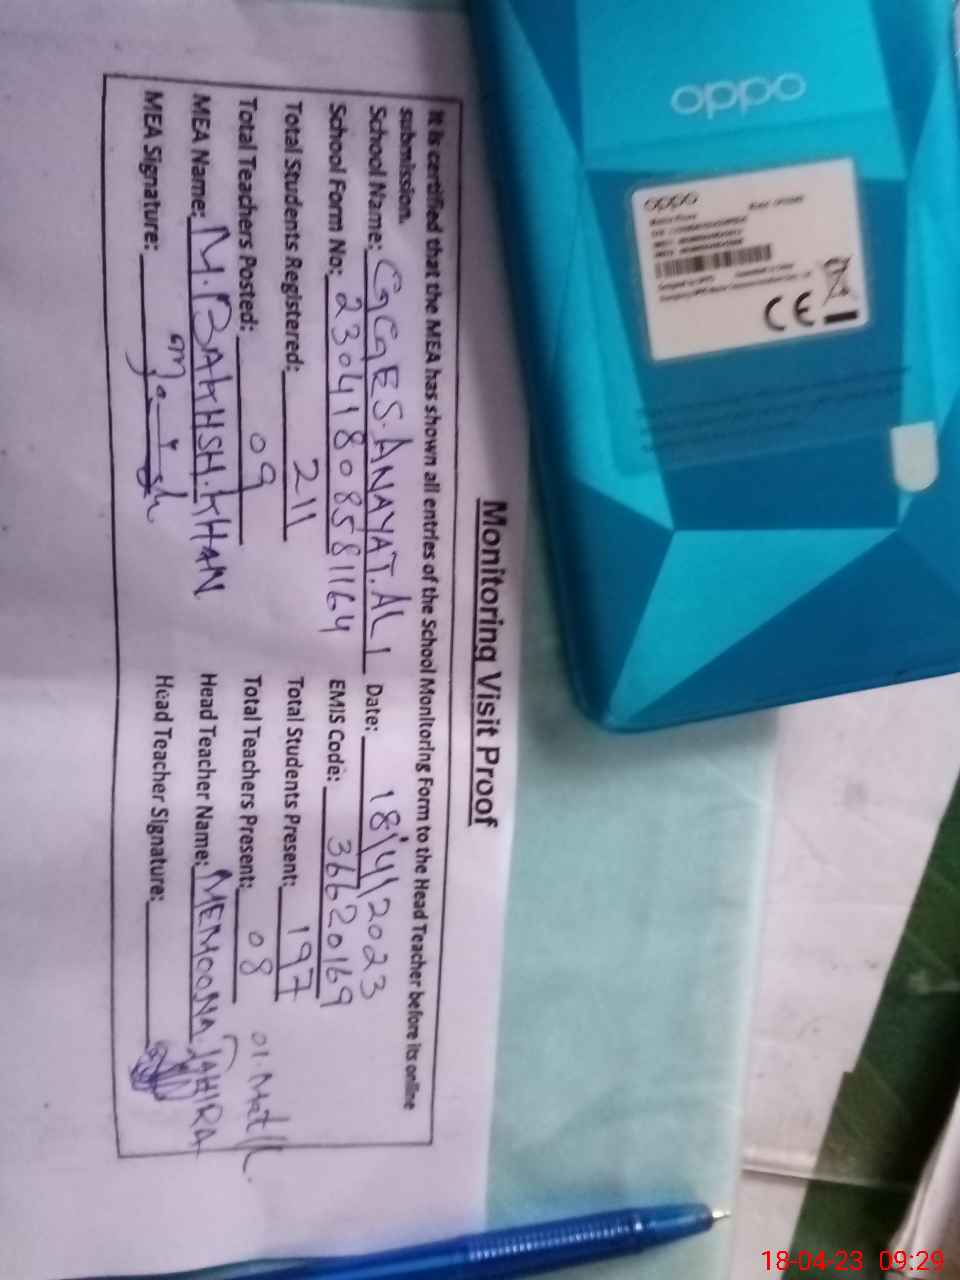 Monitoring Visit Proof
It is certified that the MEA has shown all entries of the School Monitoring Form to the Head Teacher before its online
submission.
School Name: GGES. ANAYAT. ALI Date: 18/4/2023
School Form No: 23041808581164 EMIS Code: 36620169
Total Students Registered: 211 Total Students Present: 197
Total Teachers Posted: 09 Total Teachers Present: 08 01.Mat/L
MEA Name: M. BAKHSH. KHAN Head Teacher Name: MEMOONA. TAHIRA
MEA Signature: Head Teacher Signature:
oppo
oppo
CE
18-04-23 09:29